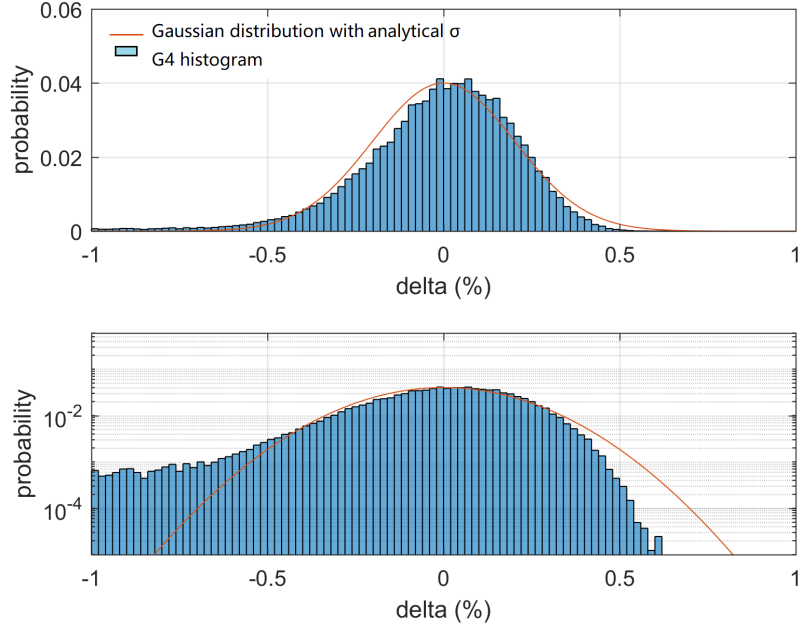 0.06
Gaussian distribution with analytical σ
G4 histogram
0.04
0.02
0
probability
-1 -0.5 0 0.5 1
delta (%)
10-2
10-4
probability
-1 -0.5 0 0.5 1
delta (%)